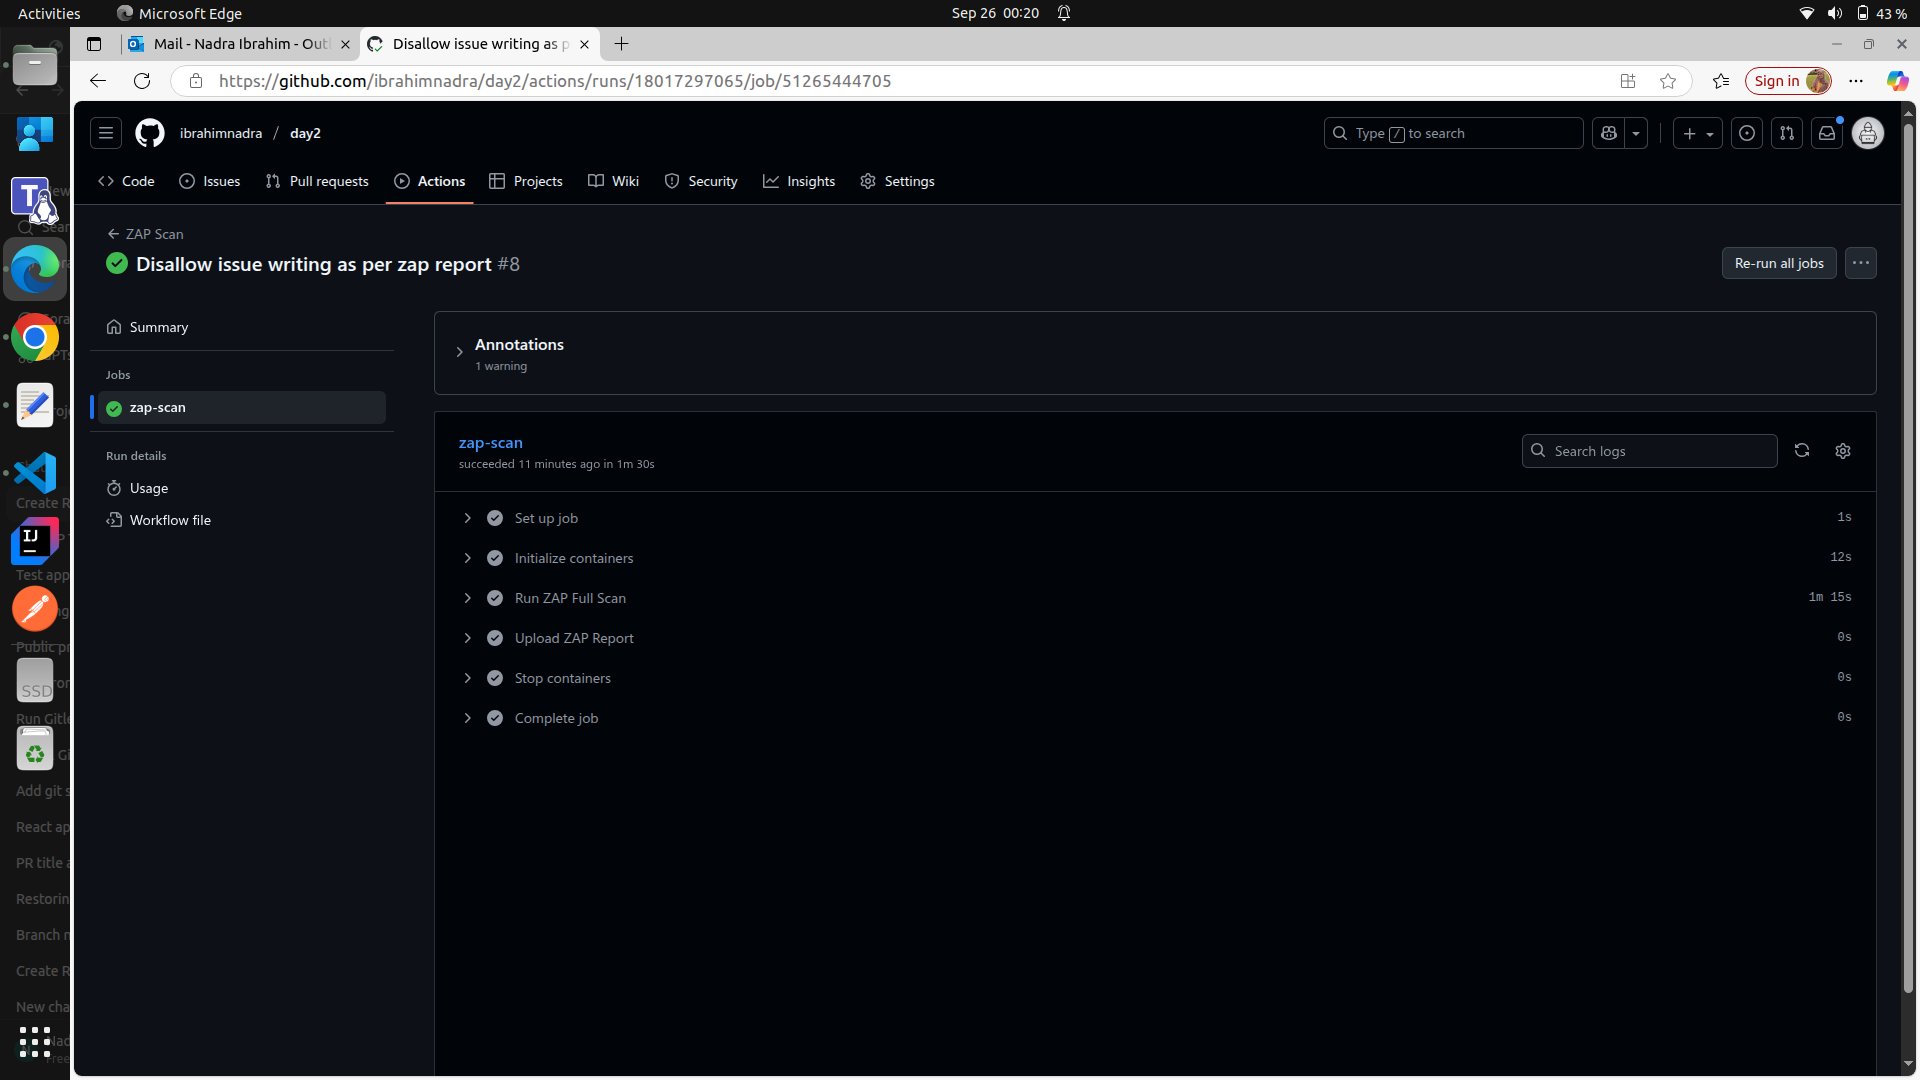 Activities
Microsoft Edge
Sep 26 00:20
43 %
Mail - Nadra Ibrahim - Out
Disallow issue writing as p
https://github.com/ibrahimnadra/day2/actions/runs/18017297065/job/51265444705
Sign in
ibrahimnadra / day2
Type / to search
Code
Issues
Pull requests
Actions
Projects
Wiki
Security
Insights
Settings
ZAP Scan
Disallow issue writing as per zap report #8
Re-run all jobs
Summary
Jobs
zap-scan
Run details
Usage
Workflow file
Annotations
1 warning
zap-scan
succeeded 11 minutes ago in 1m 30s
Search logs
Set up job 1s
Initialize containers 12s
Run ZAP Full Scan 1m 15s
Upload ZAP Report 0s
Stop containers 0s
Complete job 0s
T
Create R
IJ
Test app
Public pr
SSD
Run Gitle
Add git s
React ap
PR title a
Restorin
Branch n
Create R
New cha
Nad
Free